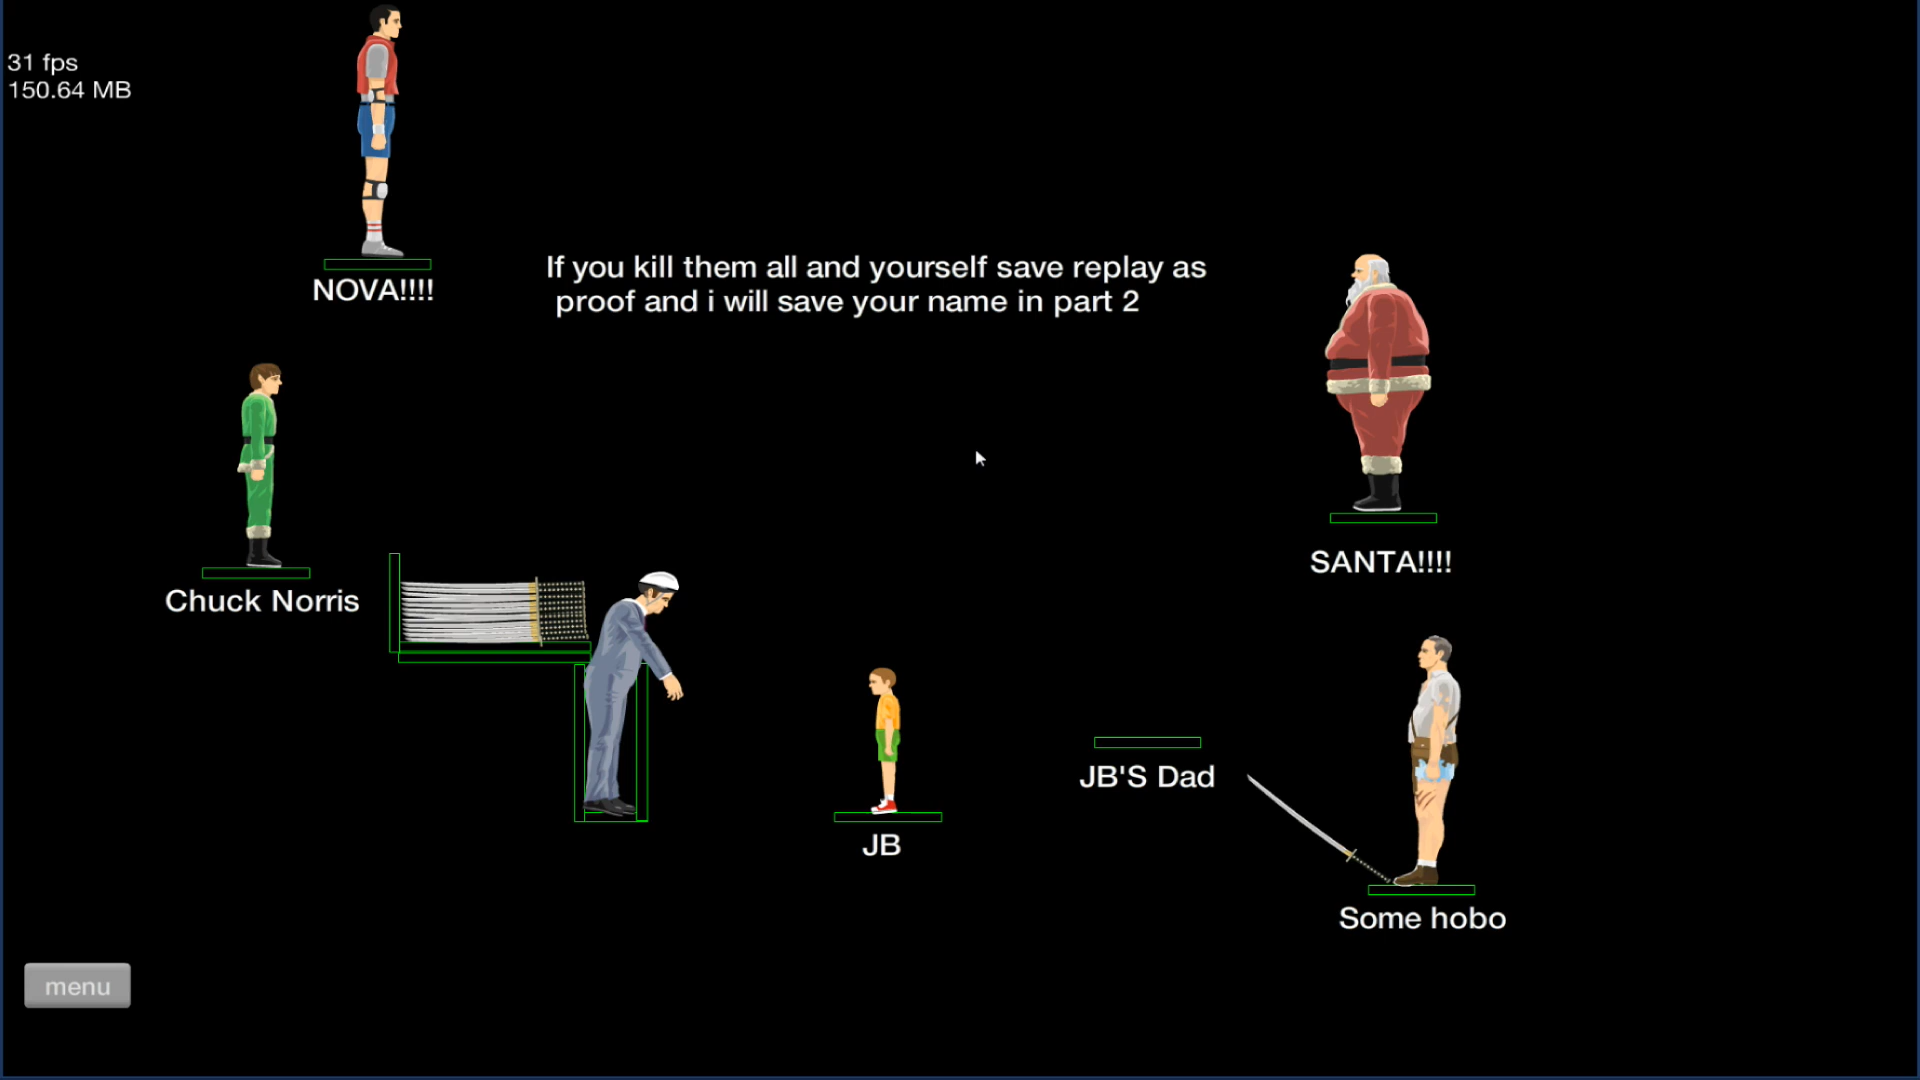 31 fps
150.64 MB
NOVA!!!!
If you kill them all and yourself save replay as
proof and i will save your name in part 2
SANTA!!!!
Chuck Norris
JB'S Dad
JB
Some hobo
menu